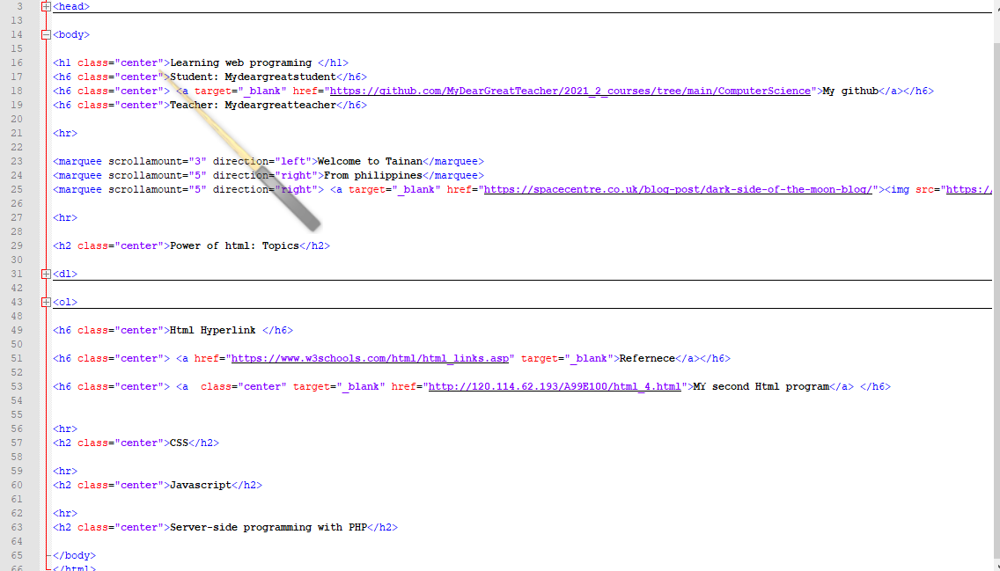 3 <head>
13
14 <body>
15
16 <h1 class="center">Learning web programing </h1>
17 <h6 class="center">Student: Mydeargreatstudent</h6>
18 <h6 class="center"> <a target="_blank" href="https://github.com/MyDearGreatTeacher/2021_2_courses/tree/main/ComputerScience">My github</a></h6>
19 <h6 class="center">Teacher: Mydeargreatteacher</h6>
20
21 <hr>
22
23 <marquee scrollamount="3" direction="left">Welcome to Tainan</marquee>
24 <marquee scrollamount="5" direction="right">From philippines</marquee>
25 <marquee scrollamount="5" direction="right"> <a target="_blank" href="https://spacecentre.co.uk/blog-post/dark-side-of-the-moon-blog/"><img src="https:/
26
27 <hr>
28
29 <h2 class="center">Power of html: Topics</h2>
30
31 <dl>
42
43 <ol>
48
49 <h6 class="center">Html Hyperlink </h6>
50
51 <h6 class="center"> <a href="https://www.w3schools.com/html/html_links.asp" target="_blank">Refernece</a></h6>
52
53 <h6 class="center"> <a  class="center" target="_blank" href="http://120.114.62.193/A99E100/html_4.html">MY second Html program</a> </h6>
54
55
56 <hr>
57 <h2 class="center">CSS</h2>
58
59 <hr>
60 <h2 class="center">Javascript</h2>
61
62 <hr>
63 <h2 class="center">Server-side programming with PHP</h2>
64
65 </body>
66 </html>